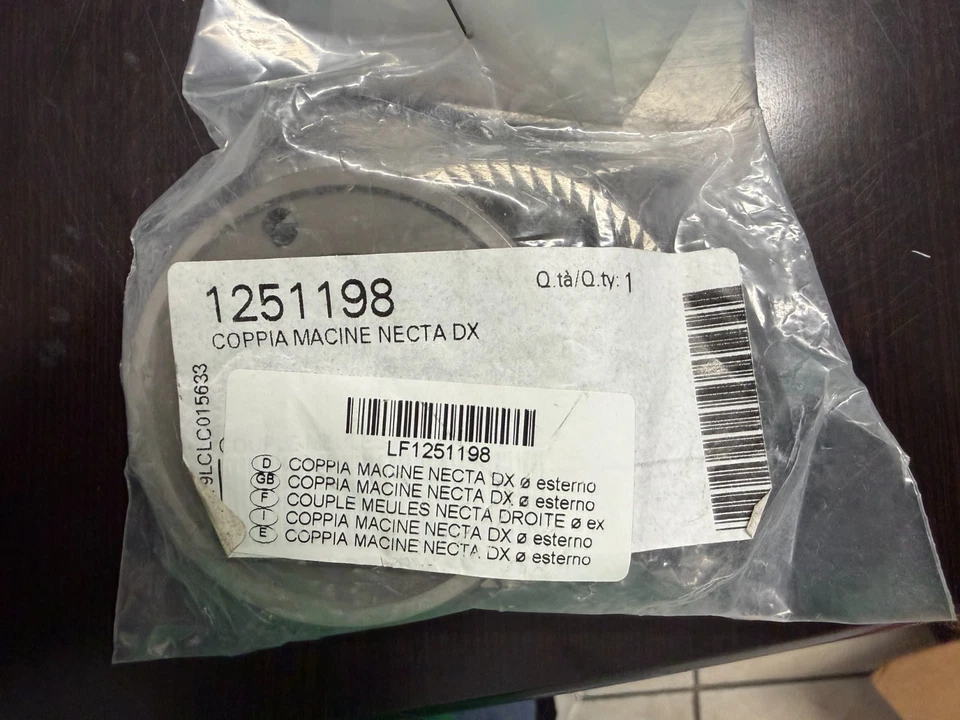 1251198
Q.tà/Q.ty: 1
COPPIA MACINE NECTA DX
9LCLC015633
LF1251198
D COPPIA MACINE NECTA DX ø esterno
GB COPPIA MACINE NECTA DX ø esterno
F COUPLE MEULES NECTA DROITE ø ex
I COPPIA MACINE NECTA DX ø esterno
E COPPIA MACINE NECTA DX ø esterno